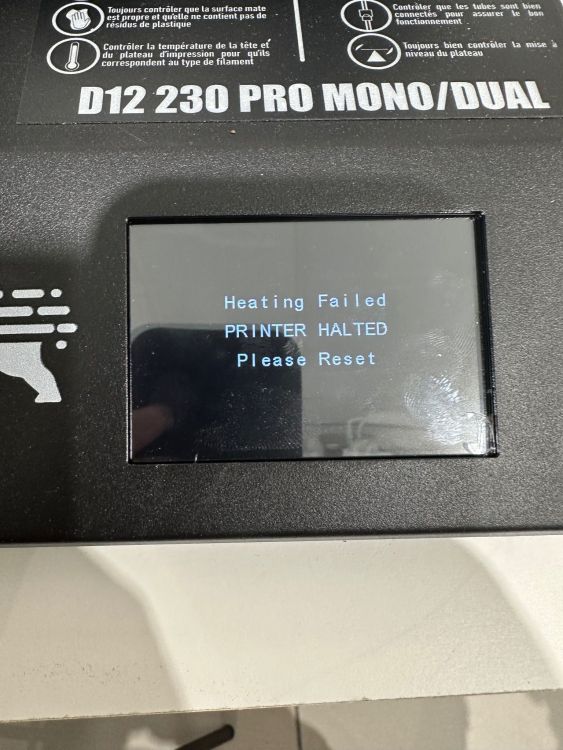 Toujours contrôler que la surface mate
est propre et qu'elle ne contient pas de
résidus de plastique
Contrôler la température de la tête et
du plateau d'impression pour qu'ils
correspondent au type de filament
Contrôler que les tubes sont bien
connectés pour assurer le bon
fonctionnement
Toujours bien contrôler la mise à
niveau du plateau
D12 230 PRO MONO/DUAL
Heating Failed
PRINTER HALTED
Please Reset